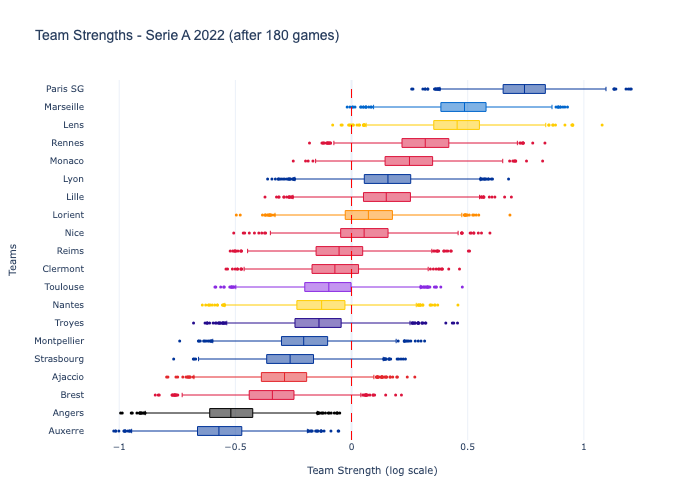 Team Strengths - Serie A 2022 (after 180 games)
Paris SG
Marseille
Lens
Rennes
Monaco
Lyon
Lille
Lorient
Nice
Reims
Clermont
Toulouse
Nantes
Troyes
Montpellier
Strasbourg
Ajaccio
Brest
Angers
Auxerre
Teams
−1
−0.5
0
0.5
1
Team Strength (log scale)